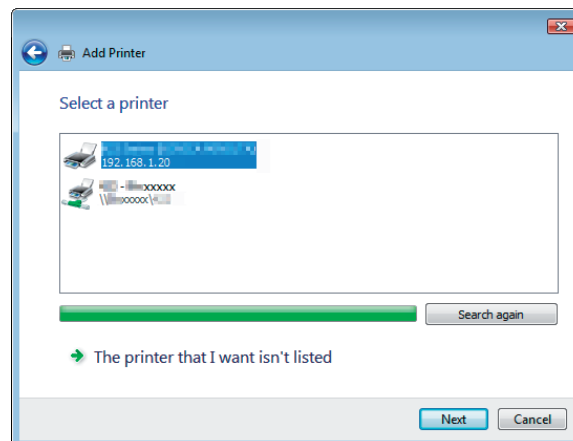 Add Printer
Select a printer
192.168.1.20
Search again
The printer that I want isn't listed
Next
Cancel